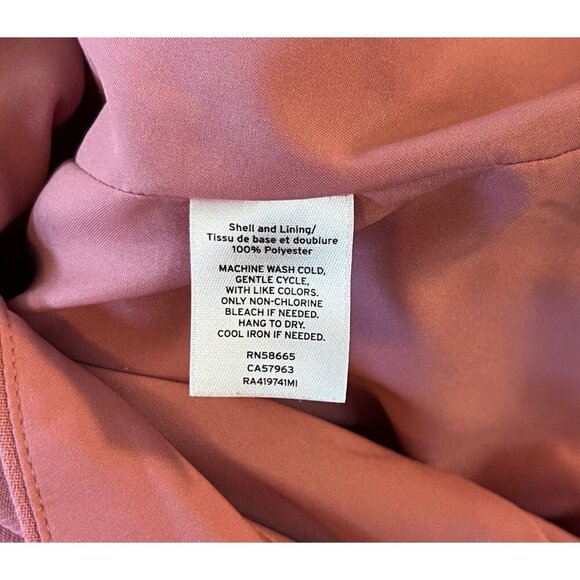 Shell and Lining/
Tissu de base et doublure
100% Polyester
MACHINE WASH COLD,
GENTLE CYCLE,
WITH LIKE COLORS.
ONLY NON-CHLORINE
BLEACH IF NEEDED.
HANG TO DRY.
COOL IRON IF NEEDED.
RN58665
CA57963
RA419741MI